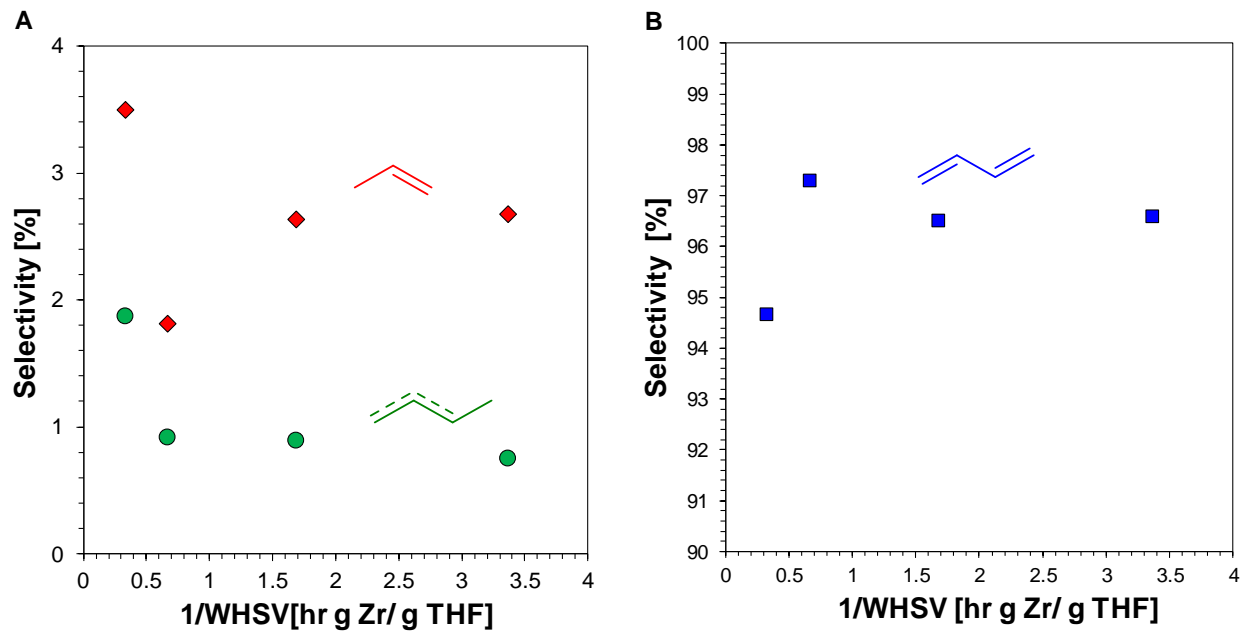 A
4
3
2
1
0
Selectivity [%]
0 0.5 1 1.5 2 2.5 3 3.5 4
1/WHSV[hr g Zr/ g THF]
B
100
99
98
97
96
95
94
93
92
91
90
Selectivity [%]
0 0.5 1 1.5 2 2.5 3 3.5 4
1/WHSV [hr g Zr/ g THF]